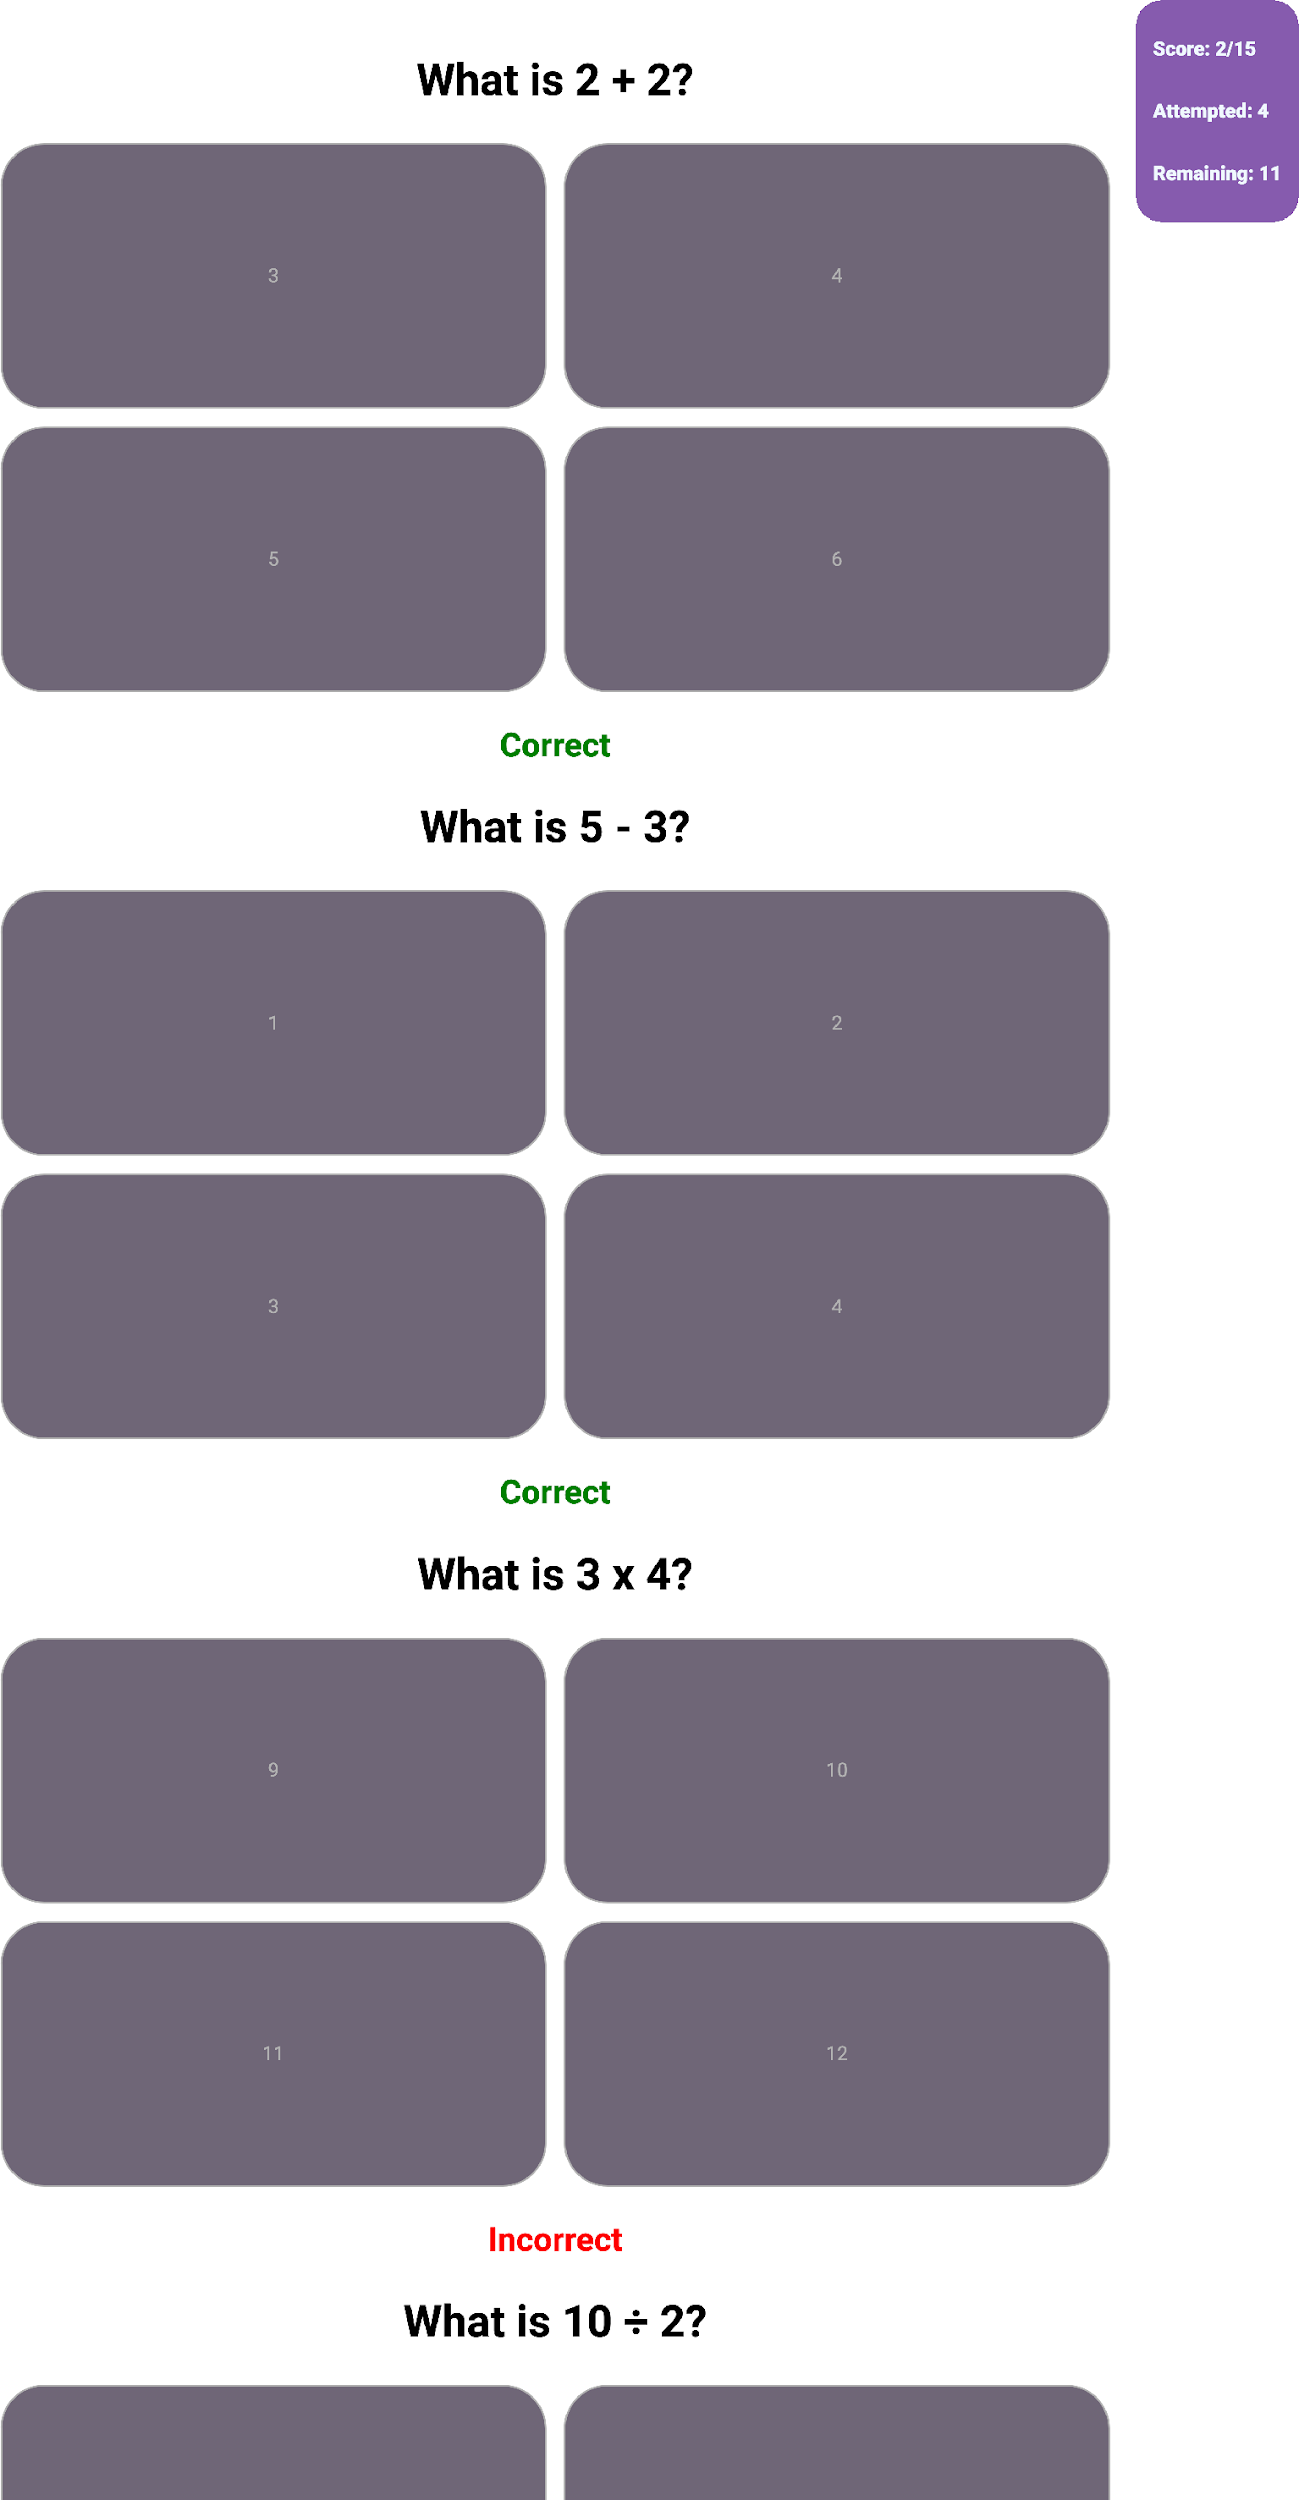 What is 2 + 2?
Score: 2/15
Attempted: 4
Remaining: 11
3
4
5
6
Correct
What is 5 - 3?
1
2
3
4
Correct
What is 3 x 4?
9
10
11
12
Incorrect
What is 10 ÷ 2?